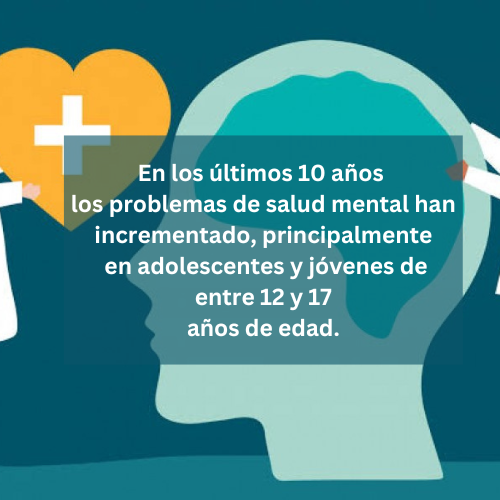 En los últimos 10 años
los problemas de salud mental han
incrementado, principalmente
en adolescentes y jóvenes de
entre 12 y 17
años de edad.